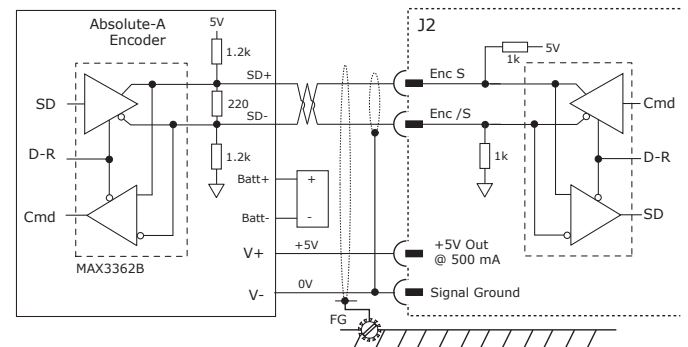 Absolute-A
Encoder
5V
1.2k
SD+
220
SD-
1.2k
SD
D-R
Cmd
MAX3362B
Batt+
+
Batt-
-
V+
+5V
V-
0V
FG
J2
Enc S
1k
5V
Enc /S
1k
Cmd
D-R
SD
+5V Out
@ 500 mA
Signal Ground